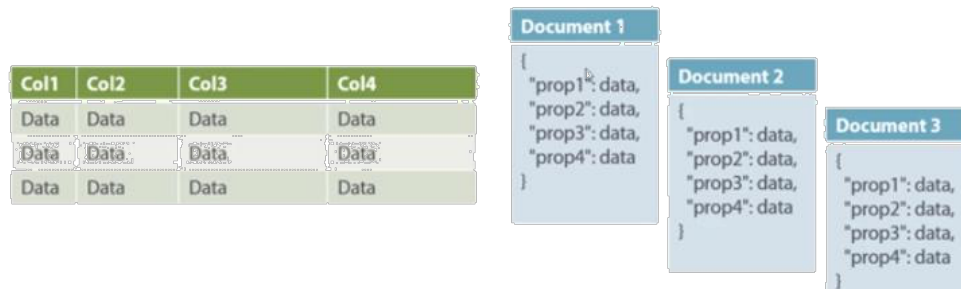 Col1 Col2 Col3 Col4
Data Data Data Data
Data Data Data Data
Data Data Data Data
Document 1
{
"prop1": data,
"prop2": data,
"prop3": data,
"prop4": data
}
Document 2
{
"prop1": data,
"prop2": data,
"prop3": data,
"prop4": data
}
Document 3
{
"prop1": data,
"prop2": data,
"prop3": data,
"prop4": data
}